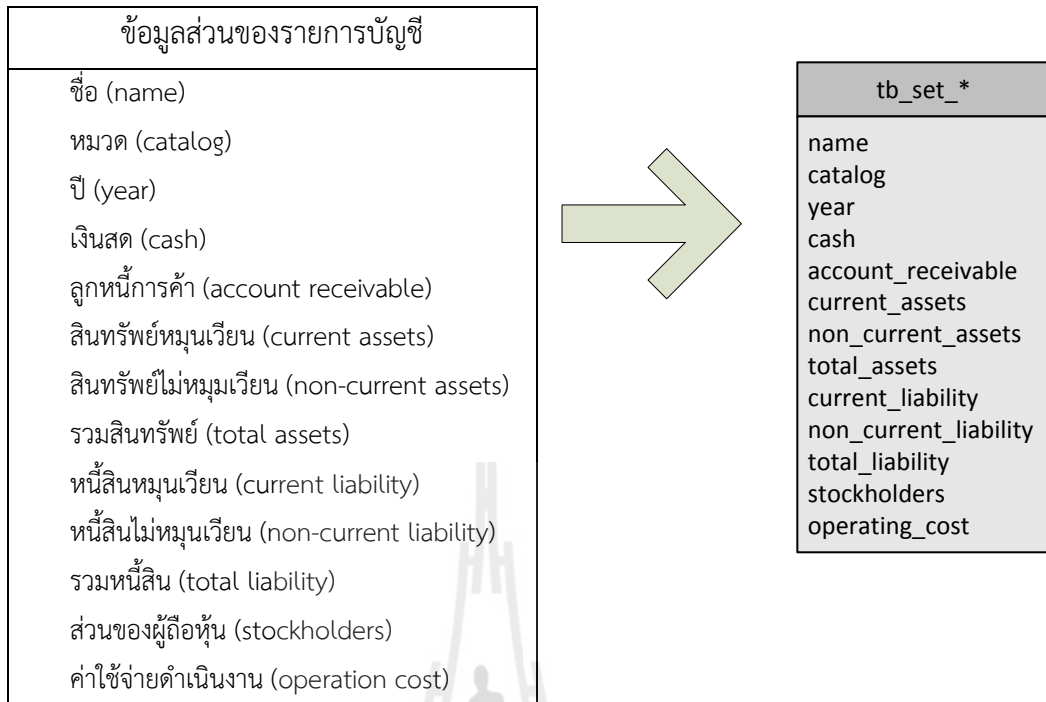 ข้อมูลส่วนของรายการบัญชี
ชื่อ (name)
หมวด (catalog)
ปี (year)
เงินสด (cash)
ลูกหนี้การค้า (account receivable)
สินทรัพย์หมุนเวียน (current assets)
สินทรัพย์ไม่หมุมเวียน (non-current assets)
รวมสินทรัพย์ (total assets)
หนี้สินหมุนเวียน (current liability)
หนี้สินไม่หมุนเวียน (non-current liability)
รวมหนี้สิน (total liability)
ส่วนของผู้ถือหุ้น (stockholders)
ค่าใช้จ่ายดำเนินงาน (operation cost)
tb_set_*
name
catalog
year
cash
account_receivable
current_assets
non_current_assets
total_assets
current_liability
non_current_liability
total_liability
stockholders
operating_cost